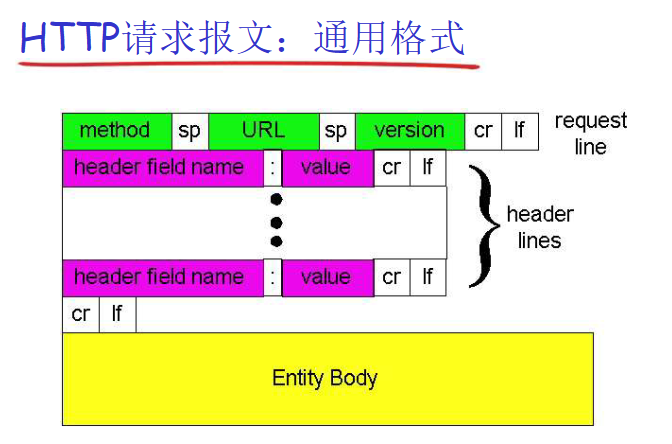 HTTP请求报文：通用格式
method sp URL sp version cr lf request line
header field name : value cr lf
header lines
header field name : value cr lf
cr lf
Entity Body